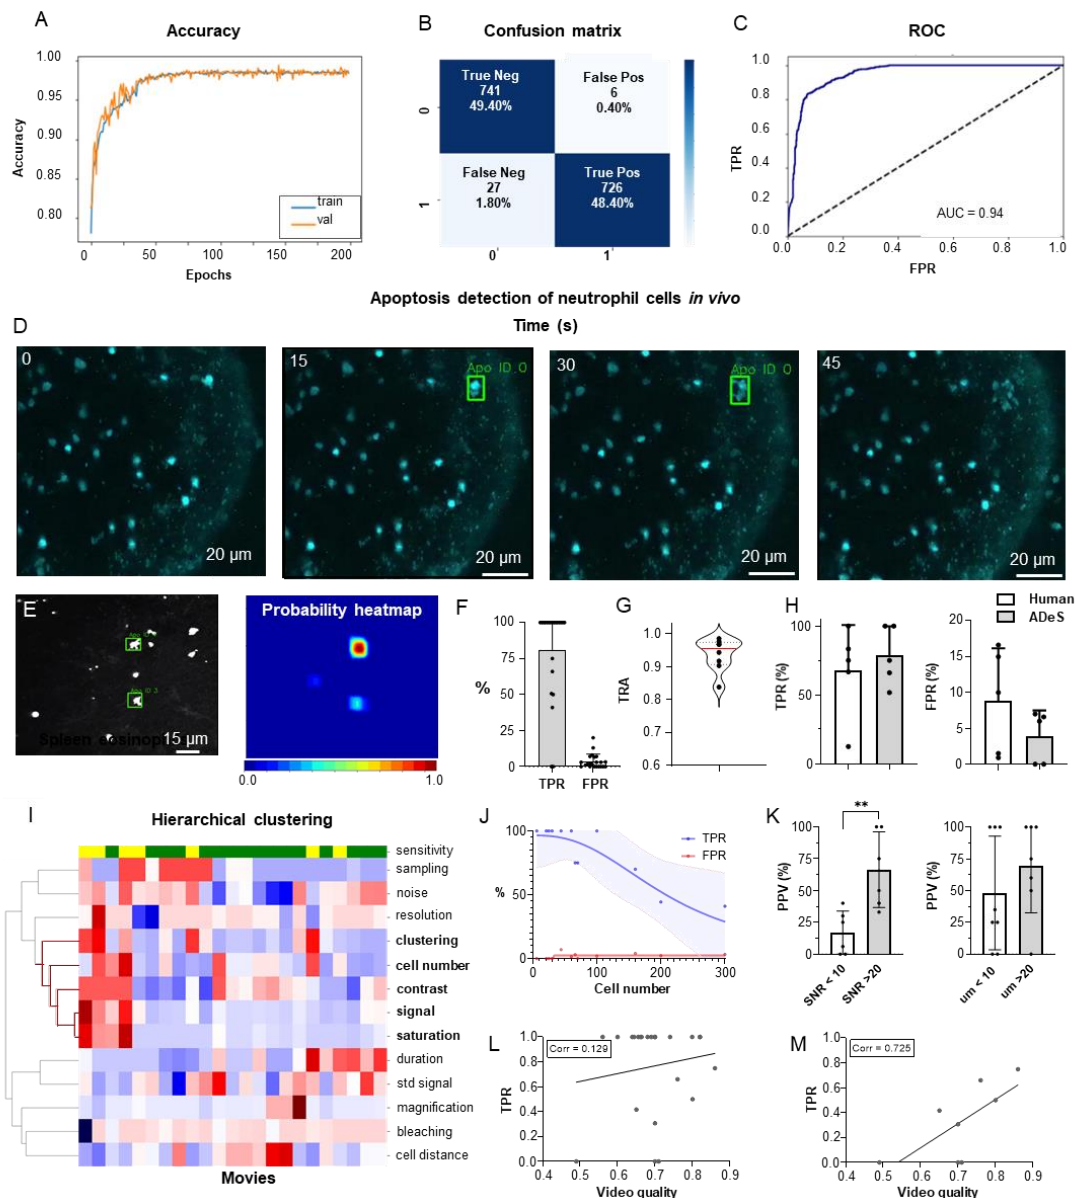 A
Accuracy
1.00
0.95
0.90
0.85
0.80
Accuracy
train
val
0
50
100
150
200
Epochs
B
Confusion matrix
True Neg
741
49.40%
False Pos
6
0.40%
False Neg
27
1.80%
True Pos
726
48.40%
0
1
0
1
C
ROC
1.0
0.8
0.6
0.4
0.2
0.0
TPR
AUC = 0.94
0.0
0.2
0.4
0.6
0.8
1.0
FPR
Apoptosis detection of neutrophil cells in vivo
D
Time (s)
0
20 µm
15
Apo ID 0
20 µm
30
Apo ID 0
20 µm
45
20 µm
E
Spleen eosinop
15 µm
Probability heatmap
0.0
1.0
F
100
75
50
25
0
%
TPR
FPR
G
1.0
0.9
0.8
0.7
0.6
TRA
H
Human
ADeS
100
50
0
TPR (%)
20
15
10
5
0
FPR (%)
I
Hierarchical clustering
sensitivity
sampling
noise
resolution
clustering
cell number
contrast
signal
saturation
duration
std signal
magnification
bleaching
cell distance
Movies
J
100
50
0
%
TPR
FPR
0
100
200
300
Cell number
K
**
100
75
50
25
0
PPV (%)
SNR < 10
SNR >20
100
75
50
25
0
PPV (%)
um < 10
um >20
L
Corr = 0.129
1.0
0.8
0.6
0.4
0.2
0.0
TPR
0.4
0.5
0.6
0.7
0.8
0.9
Video quality
M
Corr = 0.725
1.0
0.8
0.6
0.4
0.2
0.0
TPR
0.4
0.5
0.6
0.7
0.8
0.9
Video quality